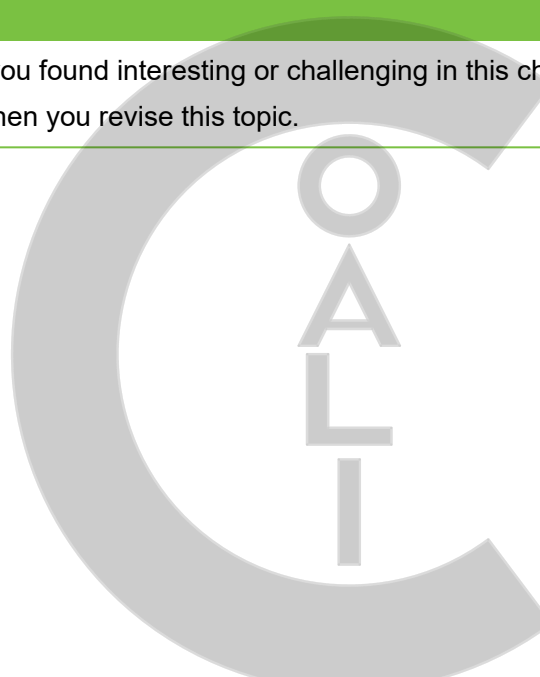 ou found interesting or challenging in this ch
hen you revise this topic.
C
O
A
L
I